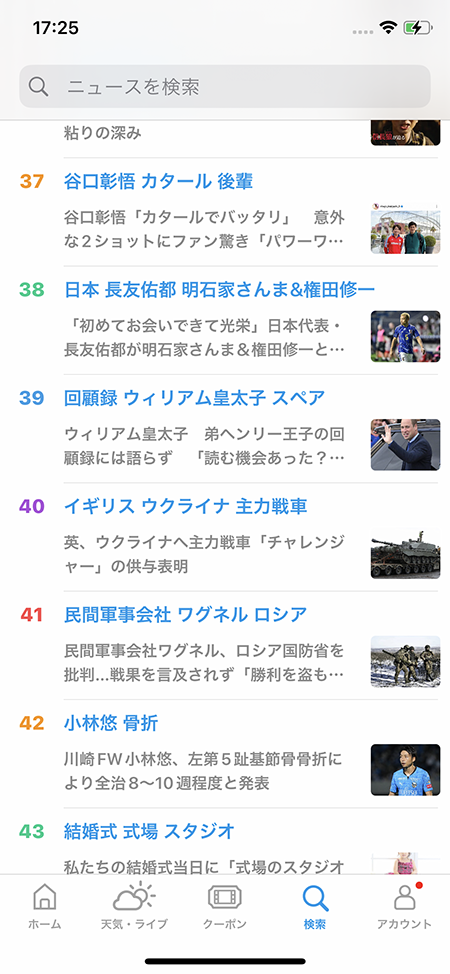 17:25
ニュースを検索
粘りの深み
37 谷口彰悟 カタール 後輩
谷口彰悟「カタールでバッタリ」　意外
な２ショットにファン驚き「パワーワ…
38 日本 長友佑都 明石家さんま&権田修一
「初めてお会いできて光栄」日本代表・
長友佑都が明石家さんま＆権田修一と…
39 回顧録 ウィリアム皇太子 スペア
ウィリアム皇太子　弟ヘンリー王子の回
顧録には語らず　「読む機会あった？…
40 イギリス ウクライナ 主力戦車
英、ウクライナへ主力戦車「チャレンジ
ャー」の供与表明
41 民間軍事会社 ワグネル ロシア
民間軍事会社ワグネル、ロシア国防省を
批判...戦果を言及されず「勝利を盗も…
42 小林悠 骨折
川崎ＦＷ小林悠、左第５趾基節骨骨折に
より全治８〜10週程度と発表
43 結婚式 式場 スタジオ
私たちの結婚式当日に「式場のスタジオ
ホーム
天気・ライブ
クーポン
検索
アカウント